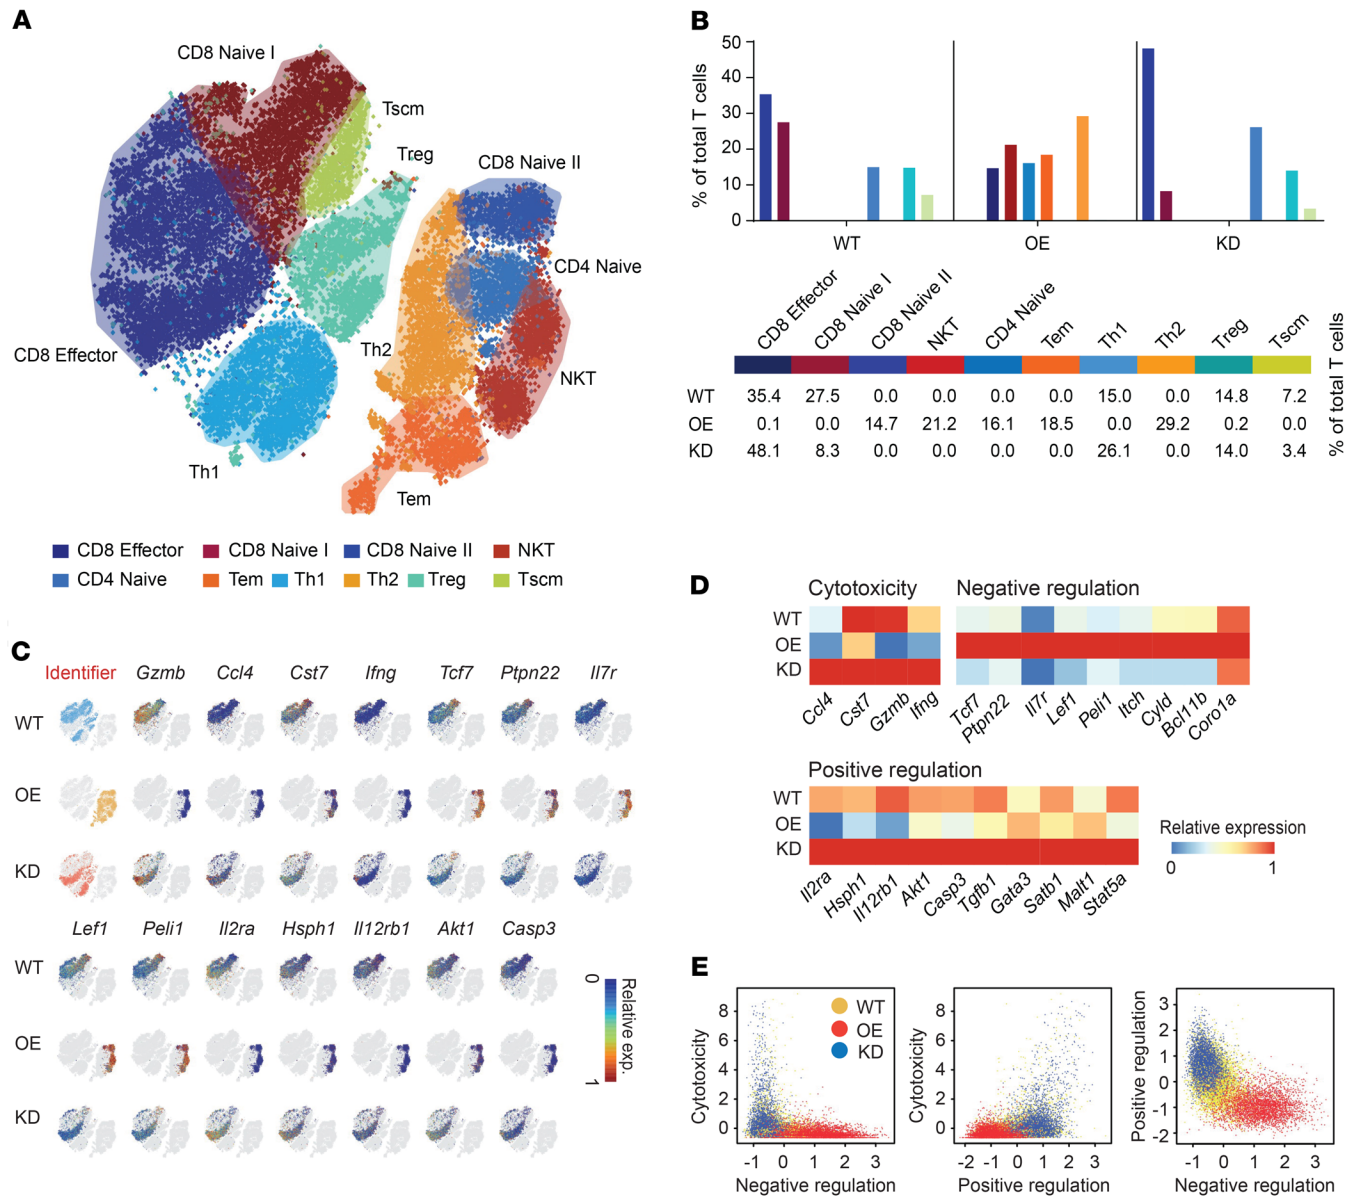 A
CD8 Naive I
Tscm
Treg
CD8 Naive II
CD4 Naive
CD8 Effector
Th2
NKT
Th1
Tem
CD8 Effector CD8 Naive I CD8 Naive II NKT
CD4 Naive Tem Th1 Th2 Treg Tscm
B
% of total T cells
50
40
30
20
10
0
WT OE KD
CD8 Effector CD8 Naive I CD8 Naive II NKT CD4 Naive Tem Th1 Th2 Treg Tscm
WT 35.4 27.5 0.0 0.0 0.0 0.0 15.0 0.0 14.8 7.2
OE 0.1 0.0 14.7 21.2 16.1 18.5 0.0 29.2 0.2 0.0
KD 48.1 8.3 0.0 0.0 0.0 0.0 26.1 0.0 14.0 3.4
% of total T cells
C
Identifier Gzmb Ccl4 Cst7 Ifng Tcf7 Ptpn22 Il7r
WT
OE
KD
Lef1 Peli1 Il2ra Hsph1 Il12rb1 Akt1 Casp3
WT
OE
KD
0 1
Relative exp.
D
Cytotoxicity Negative regulation
WT
OE
KD
Ccl4 Cst7 Gzmb Ifng Tcf7 Ptpn22 Il7r Lef1 Peli1 Itch Cyld Bcl11b Coro1a
Positive regulation
WT
OE
KD
Il2ra Hsph1 Il12rb1 Akt1 Casp3 Tgfb1 Gata3 Satb1 Malt1 Stat5a
Relative expression
0 1
E
Cytotoxicity
8
6
4
2
0
-1 0 1 2 3
Negative regulation
WT
OE
KD
Cytotoxicity
8
6
4
2
0
-2 -1 0 1 2 3
Positive regulation
Positive regulation
3
2
1
0
-1
-2
-1 0 1 2 3
Negative regulation